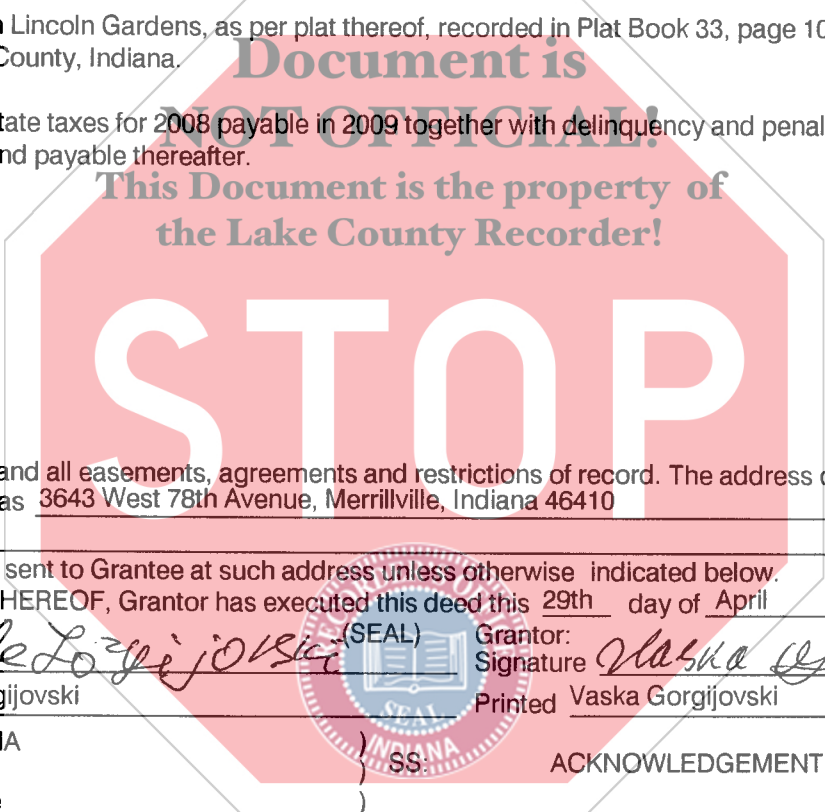 Lincoln Gardens, as per plat thereof, recorded in Plat Book 33, page 10
County, Indiana.
Document is
tate taxes for 2008 payable in 2009 together with delinquency and penal
NOT OFFICIAL!
nd payable thereafter.
This Document is the property of
the Lake County Recorder!
STOP
and all easements, agreements and restrictions of record. The address
as 3643 West 78th Avenue, Merrillville, Indiana 46410
sent to Grantee at such address unless otherwise indicated below.
HEREOF, Grantor has executed this deed this 29th day of April
(SEAL) Grantor:
Signature Vaska
gijovski Printed Vaska Gorgijovski
SEAL
INDIANA
SS: ACKNOWLEDGEMENT